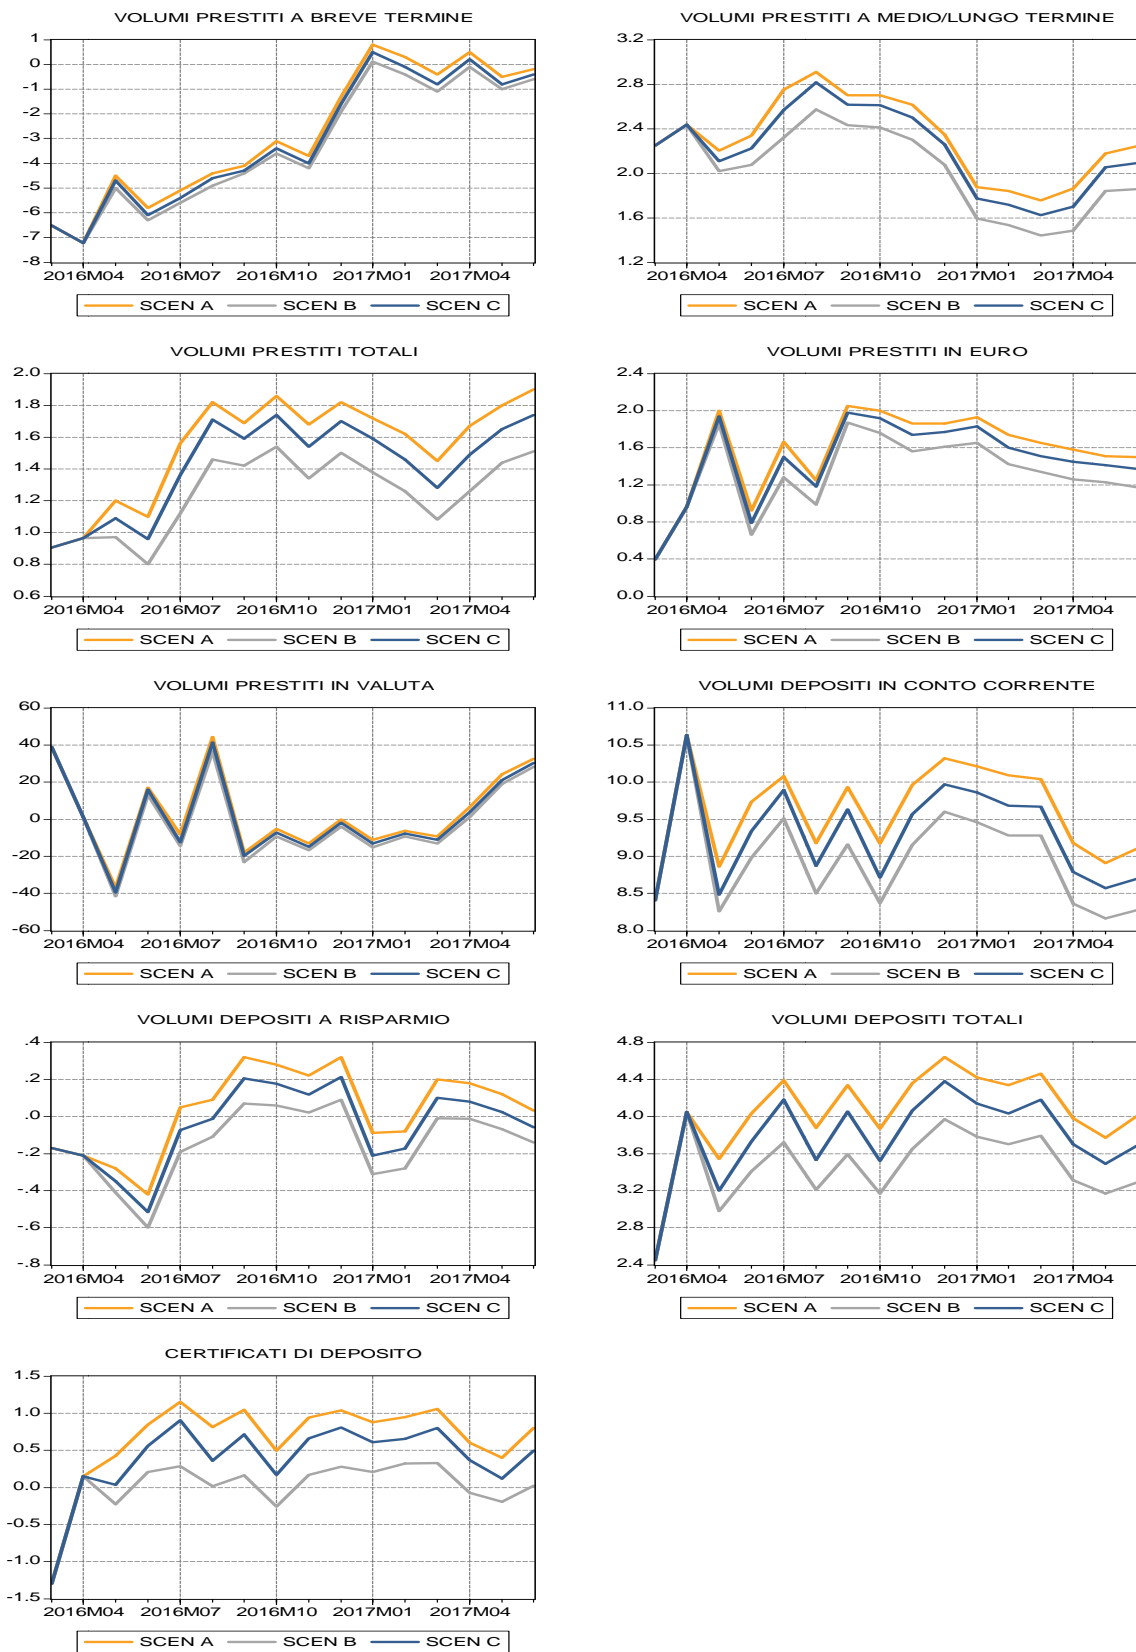 VOLUMI PRESTITI A BREVE TERMINE
1
0
-1
-2
-3
-4
-5
-6
-7
-8
2016M04 2016M07 2016M10 2017M01 2017M04
SCEN A SCEN B SCEN C
VOLUMI PRESTITI A MEDIO/LUNGO TERMINE
3.2
2.8
2.4
2.0
1.6
1.2
2016M04 2016M07 2016M10 2017M01 2017M04
SCEN A SCEN B SCEN C
VOLUMI PRESTITI TOTALI
2.0
1.8
1.6
1.4
1.2
1.0
0.8
0.6
2016M04 2016M07 2016M10 2017M01 2017M04
SCEN A SCEN B SCEN C
VOLUMI PRESTITI IN EURO
2.4
2.0
1.6
1.2
0.8
0.4
0.0
2016M04 2016M07 2016M10 2017M01 2017M04
SCEN A SCEN B SCEN C
VOLUMI PRESTITI IN VALUTA
60
40
20
0
-20
-40
-60
2016M04 2016M07 2016M10 2017M01 2017M04
SCEN A SCEN B SCEN C
VOLUMI DEPOSITI IN CONTO CORRENTE
11.0
10.5
10.0
9.5
9.0
8.5
8.0
2016M04 2016M07 2016M10 2017M01 2017M04
SCEN A SCEN B SCEN C
VOLUMI DEPOSITI A RISPARMIO
.4
.2
.0
-.2
-.4
-.6
-.8
2016M04 2016M07 2016M10 2017M01 2017M04
SCEN A SCEN B SCEN C
VOLUMI DEPOSITI TOTALI
4.8
4.4
4.0
3.6
3.2
2.8
2.4
2016M04 2016M07 2016M10 2017M01 2017M04
SCEN A SCEN B SCEN C
CERTIFICATI DI DEPOSITO
1.5
1.0
0.5
0.0
-0.5
-1.0
-1.5
2016M04 2016M07 2016M10 2017M01 2017M04
SCEN A SCEN B SCEN C